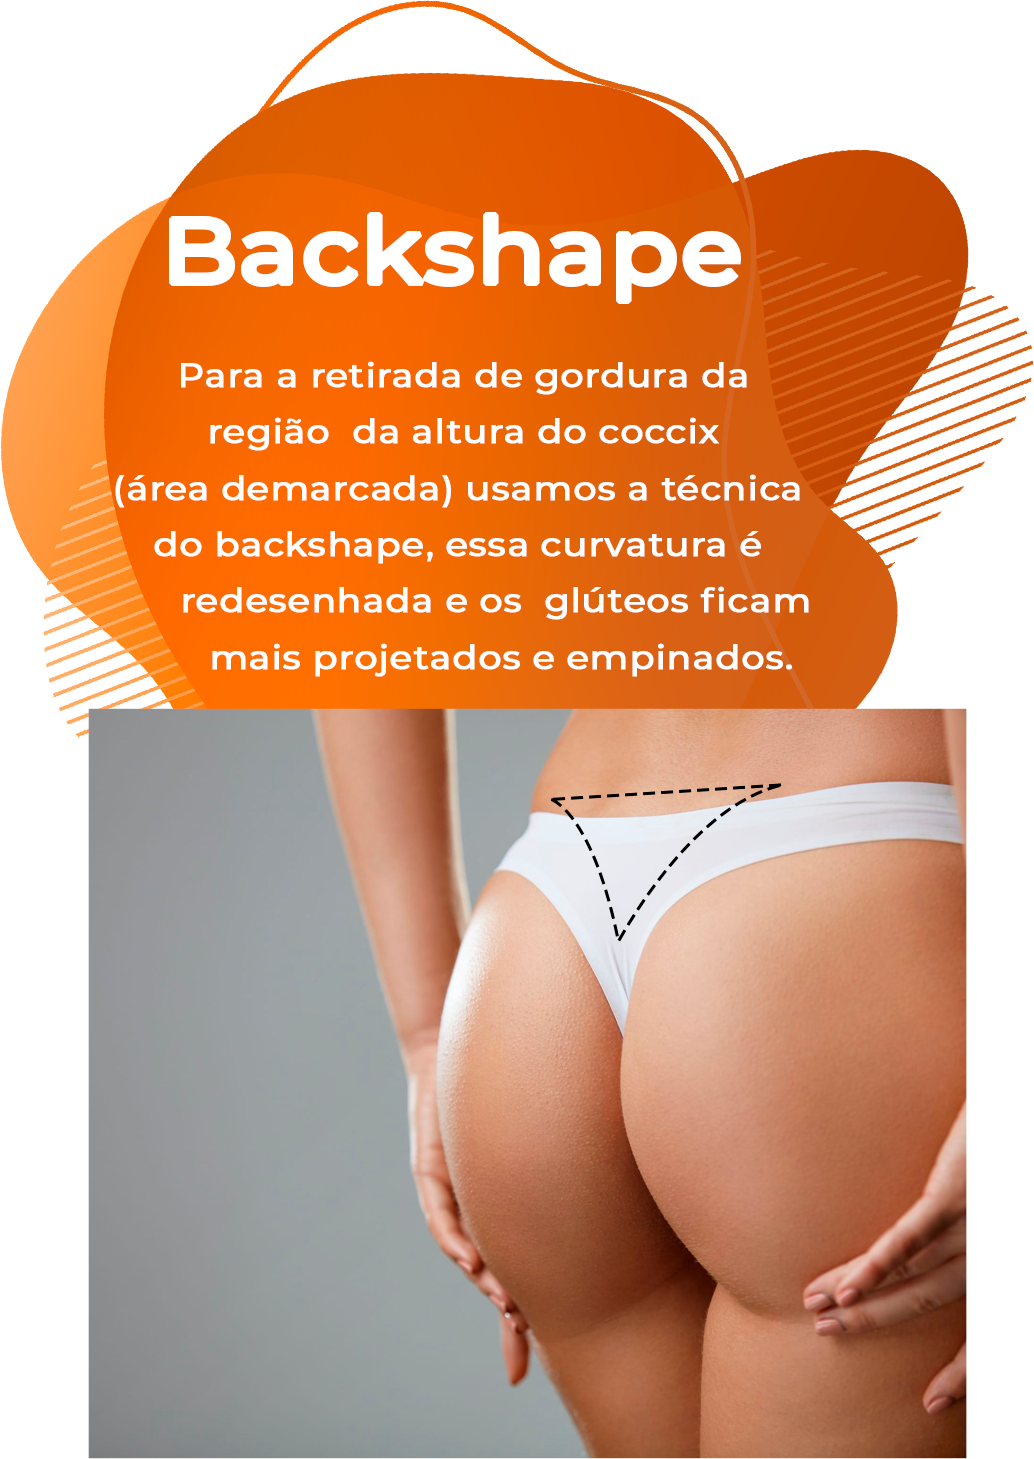 Backshape
Para a retirada de gordura da
região da altura do coccix
(área demarcada) usamos a técnica
do backshape, essa curvatura é
redesenhada e os glúteos ficam
mais projetados e empinados.